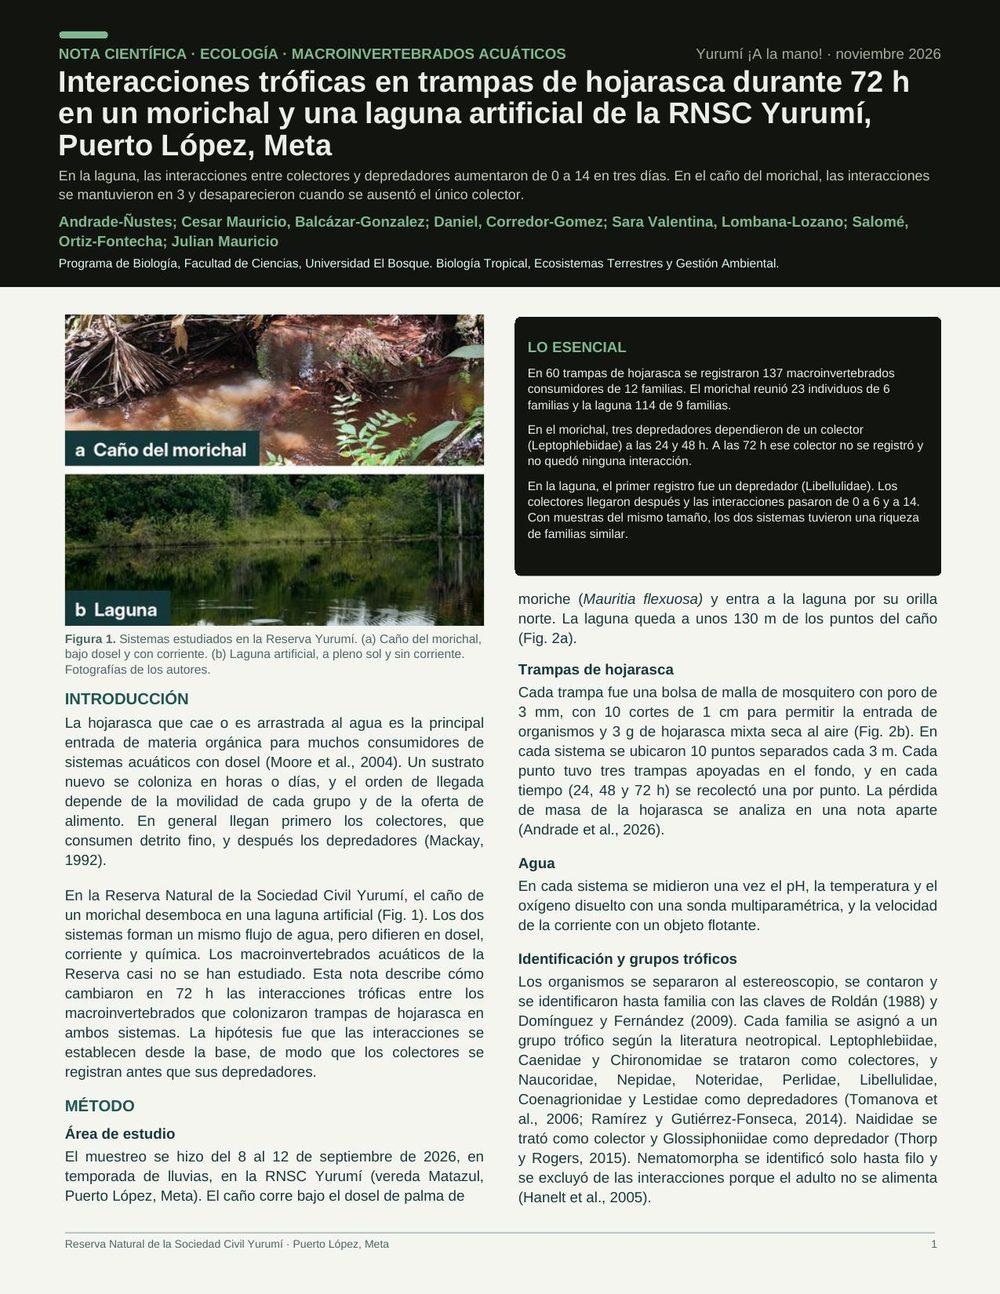 NOTA CIENTÍFICA · ECOLOGÍA · MACROINVERTEBRADOS ACUÁTICOS
Yurumí ¡A la mano! · noviembre 2026
Interacciones tróficas en trampas de hojarasca durante 72 h
en un morichal y una laguna artificial de la RNSC Yurumí,
Puerto López, Meta
En la laguna, las interacciones entre colectores y depredadores aumentaron de 0 a 14 en tres días. En el caño del morichal, las interacciones
se mantuvieron en 3 y desaparecieron cuando se ausentó el único colector.
Andrade-Ñustes; Cesar Mauricio, Balcázar-Gonzalez; Daniel, Corredor-Gomez; Sara Valentina, Lombana-Lozano; Salomé,
Ortiz-Fontecha; Julian Mauricio
Programa de Biología, Facultad de Ciencias, Universidad El Bosque. Biología Tropical, Ecosistemas Terrestres y Gestión Ambiental.
a Caño del morichal
b Laguna
Figura 1. Sistemas estudiados en la Reserva Yurumí. (a) Caño del morichal,
bajo dosel y con corriente. (b) Laguna artificial, a pleno sol y sin corriente.
Fotografías de los autores.
INTRODUCCIÓN
La hojarasca que cae o es arrastrada al agua es la principal
entrada de materia orgánica para muchos consumidores de
sistemas acuáticos con dosel (Moore et al., 2004). Un sustrato
nuevo se coloniza en horas o días, y el orden de llegada
depende de la movilidad de cada grupo y de la oferta de
alimento. En general llegan primero los colectores, que
consumen detrito fino, y después los depredadores (Mackay,
1992).
En la Reserva Natural de la Sociedad Civil Yurumí, el caño de
un morichal desemboca en una laguna artificial (Fig. 1). Los dos
sistemas forman un mismo flujo de agua, pero difieren en dosel,
corriente y química. Los macroinvertebrados acuáticos de la
Reserva casi no se han estudiado. Esta nota describe cómo
cambiaron en 72 h las interacciones tróficas entre los
macroinvertebrados que colonizaron trampas de hojarasca en
ambos sistemas. La hipótesis fue que las interacciones se
establecen desde la base, de modo que los colectores se
registran antes que sus depredadores.
MÉTODO
Área de estudio
El muestreo se hizo del 8 al 12 de septiembre de 2026, en
temporada de lluvias, en la RNSC Yurumí (vereda Matazul,
Puerto López, Meta). El caño corre bajo el dosel de palma de
LO ESENCIAL
En 60 trampas de hojarasca se registraron 137 macroinvertebrados
consumidores de 12 familias. El morichal reunió 23 individuos de 6
familias y la laguna 114 de 9 familias.
En el morichal, tres depredadores dependieron de un colector
(Leptophlebiidae) a las 24 y 48 h. A las 72 h ese colector no se registró y
no quedó ninguna interacción.
En la laguna, el primer registro fue un depredador (Libellulidae). Los
colectores llegaron después y las interacciones pasaron de 0 a 6 y a 14.
Con muestras del mismo tamaño, los dos sistemas tuvieron una riqueza
de familias similar.
moriche (Mauritia flexuosa) y entra a la laguna por su orilla
norte. La laguna queda a unos 130 m de los puntos del caño
(Fig. 2a).
Trampas de hojarasca
Cada trampa fue una bolsa de malla de mosquitero con poro de
3 mm, con 10 cortes de 1 cm para permitir la entrada de
organismos y 3 g de hojarasca mixta seca al aire (Fig. 2b). En
cada sistema se ubicaron 10 puntos separados cada 3 m. Cada
punto tuvo tres trampas apoyadas en el fondo, y en cada
tiempo (24, 48 y 72 h) se recolectó una por punto. La pérdida
de masa de la hojarasca se analiza en una nota aparte
(Andrade et al., 2026).
Agua
En cada sistema se midieron una vez el pH, la temperatura y el
oxígeno disuelto con una sonda multiparamétrica, y la velocidad
de la corriente con un objeto flotante.
Identificación y grupos tróficos
Los organismos se separaron al estereoscopio, se contaron y
se identificaron hasta familia con las claves de Roldán (1988) y
Domínguez y Fernández (2009). Cada familia se asignó a un
grupo trófico según la literatura neotropical. Leptophlebiidae,
Caenidae y Chironomidae se trataron como colectores, y
Naucoridae, Nepidae, Noteridae, Perlidae, Libellulidae,
Coenagrionidae y Lestidae como depredadores (Tomanova et
al., 2006; Ramírez y Gutiérrez-Fonseca, 2014). Naididae se
trató como colector y Glossiphoniidae como depredador (Thorp
y Rogers, 2015). Nematomorpha se identificó solo hasta filo y
se excluyó de las interacciones porque el adulto no se alimenta
(Hanelt et al., 2005).
Reserva Natural de la Sociedad Civil Yurumí · Puerto López, Meta
1